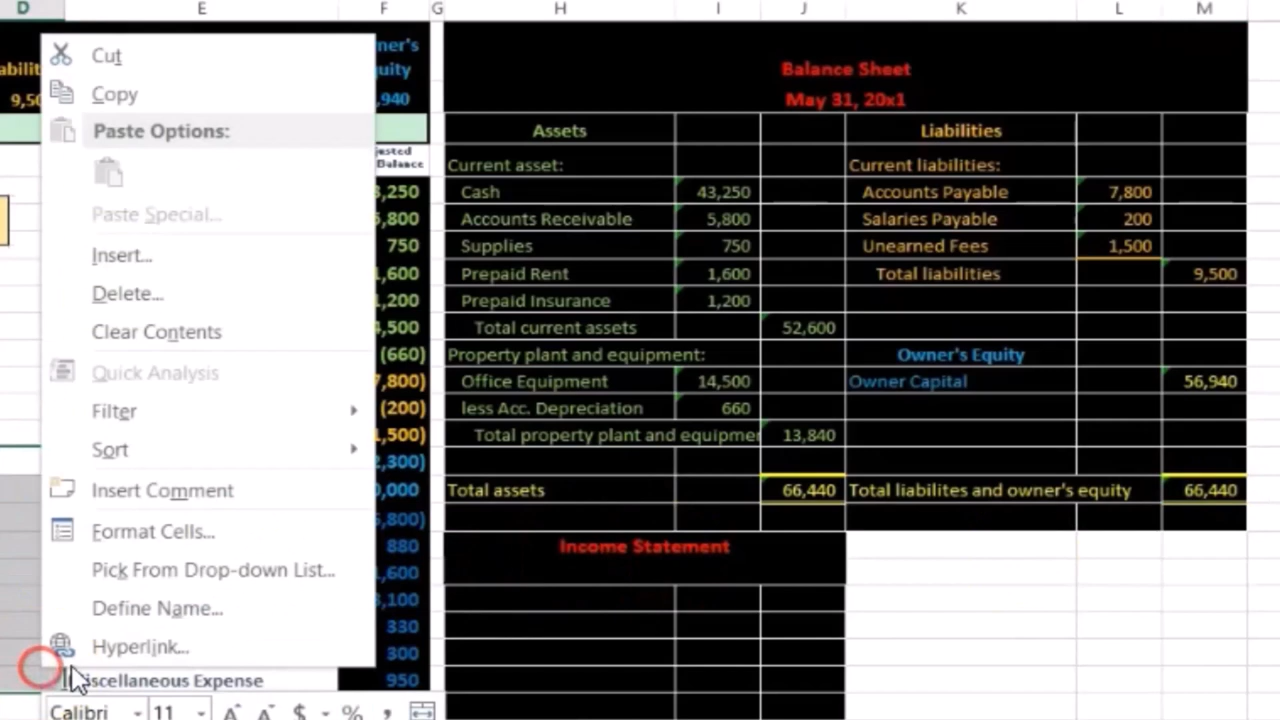 D E F G H I J K L M
Cut
Copy
Paste Options:
Paste Special...
Insert...
Delete...
Clear Contents
Quick Analysis
Filter
Sort
Insert Comment
Format Cells...
Pick From Drop-down List...
Define Name...
Hyperlink...
Calibri 11 A A $ % ,
9,50
ner's
uity
,940
usted
Balance
3,250
5,800
750
1,600
1,200
4,500
(660)
7,800)
(200)
1,500)
2,300)
0,000
5,800)
880
1,600
3,100
330
300
iscellaneous Expense 950
Balance Sheet
May 31, 20x1
Assets Liabilities
Current asset: Current liabilities:
Cash 43,250 Accounts Payable 7,800
Accounts Receivable 5,800 Salaries Payable 200
Supplies 750 Unearned Fees 1,500
Prepaid Rent 1,600 Total liabilities 9,500
Prepaid Insurance 1,200
Total current assets 52,600
Property plant and equipment: Owner's Equity
Office Equipment 14,500 Owner Capital 56,940
less Acc. Depreciation 660
Total property plant and equipmen 13,840
Total assets 66,440 Total liabilites and owner's equity 66,440
Income Statement